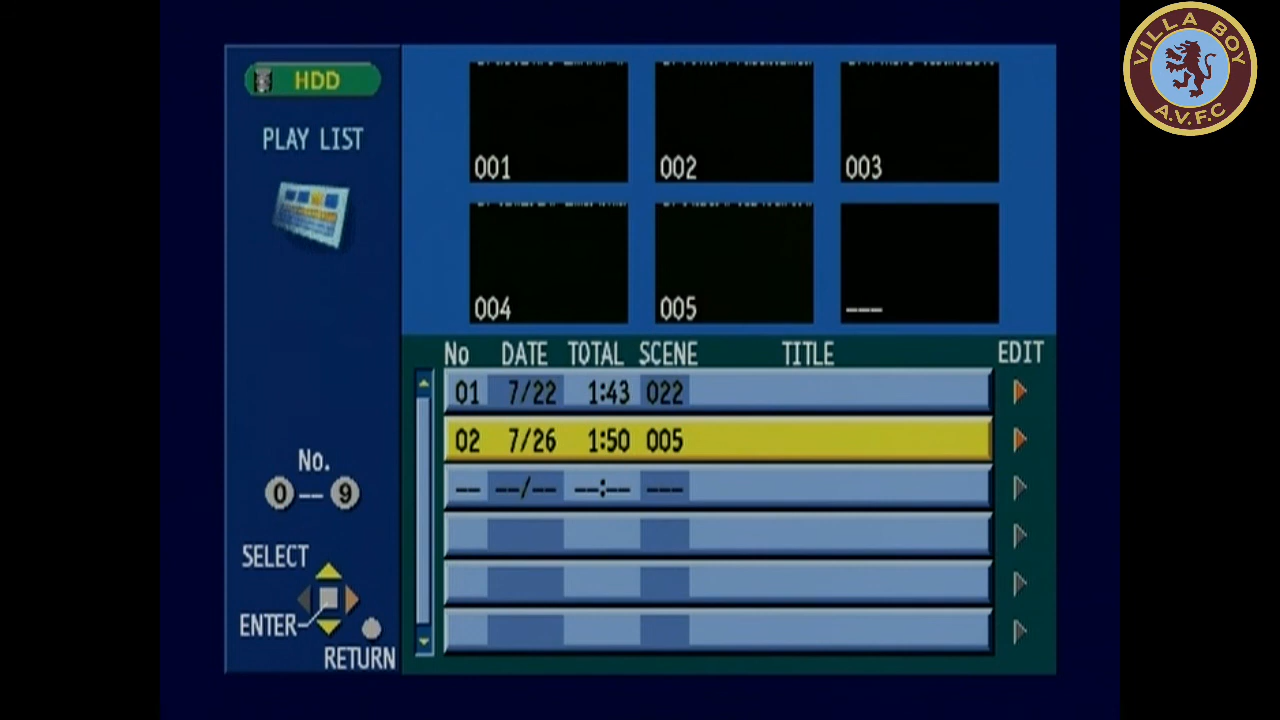 VILLA BOY
A.V.F.C
HDD
PLAY LIST
001
002
003
004
005
---
No DATE TOTAL SCENE TITLE EDIT
01 7/22 1:43 022
02 7/26 1:50 005
-- --/-- --:-- ---
No.
0 -- 9
SELECT
ENTER
RETURN